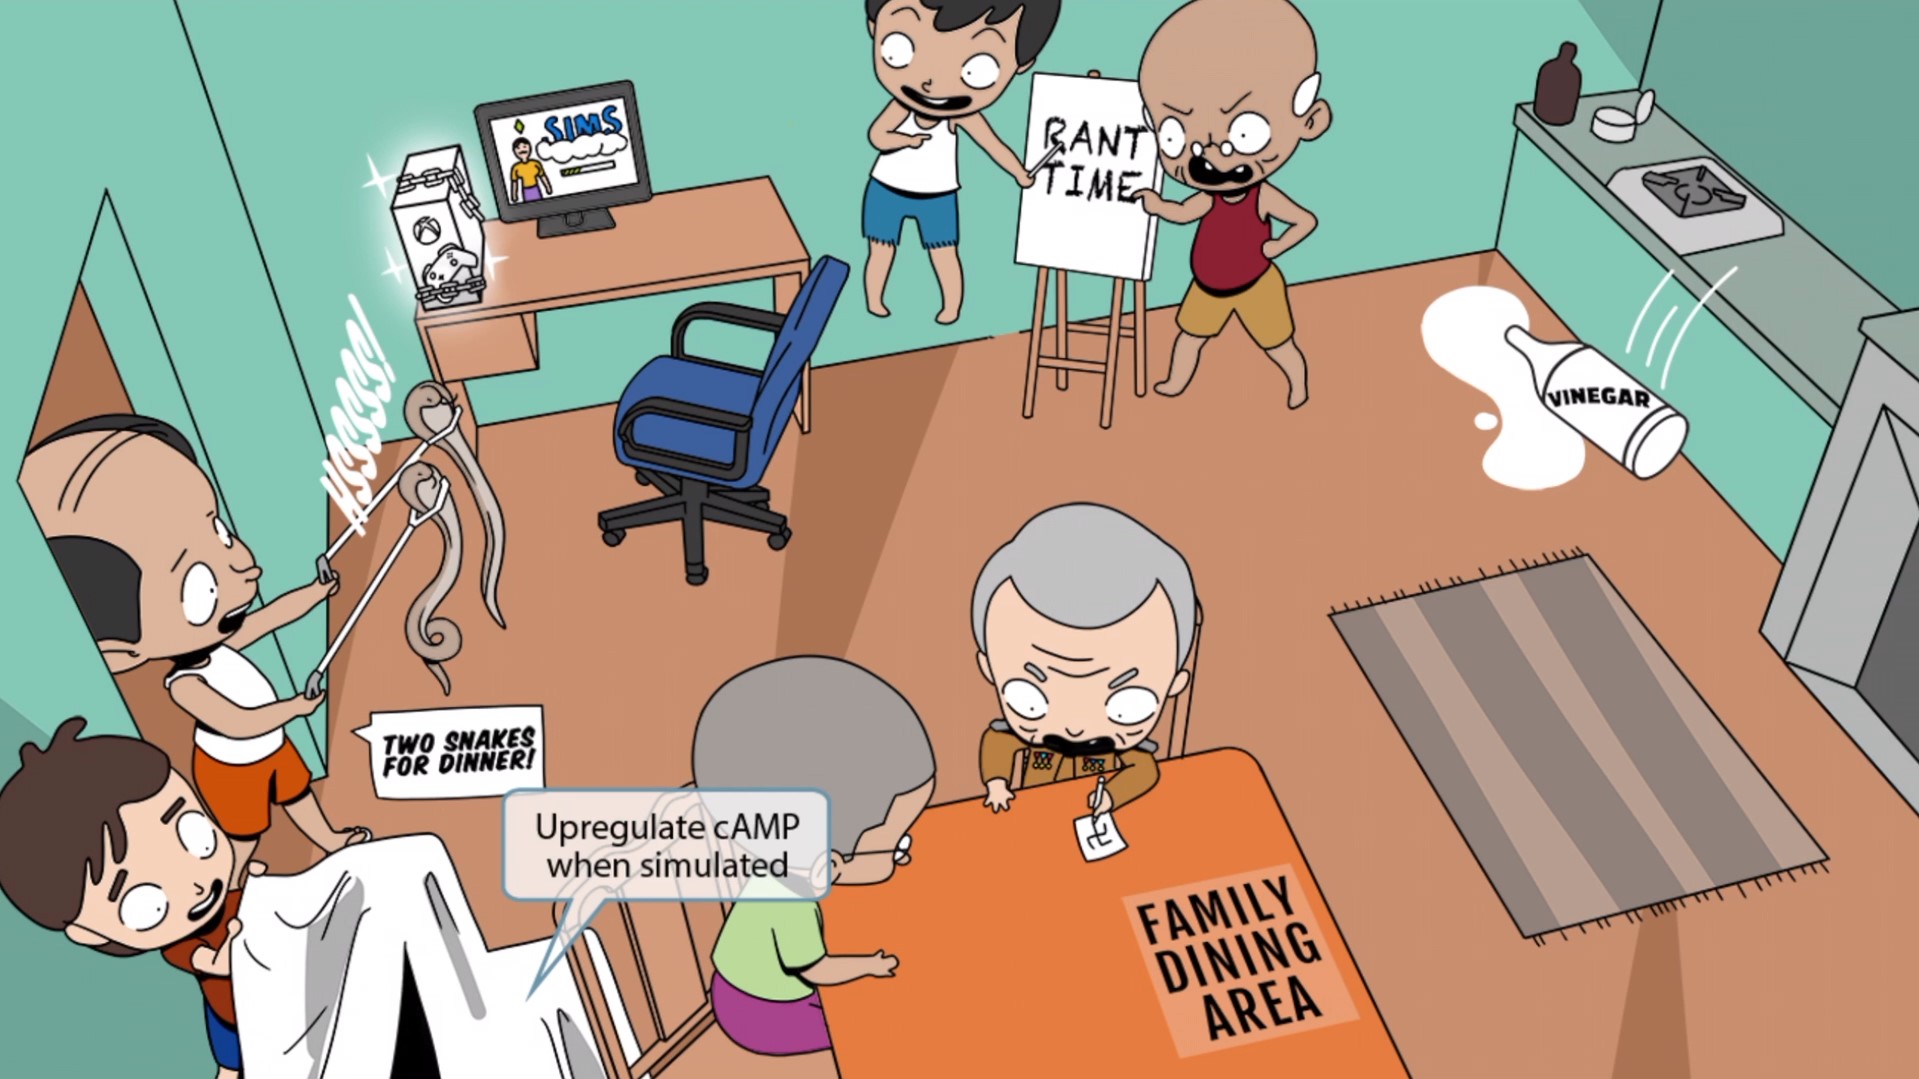 SIMS
RANT
TIME
VINEGAR
HSSSSS!
TWO SNAKES
FOR DINNER!
Upregulate cAMP
when simulated
FAMILY
DINING
AREA